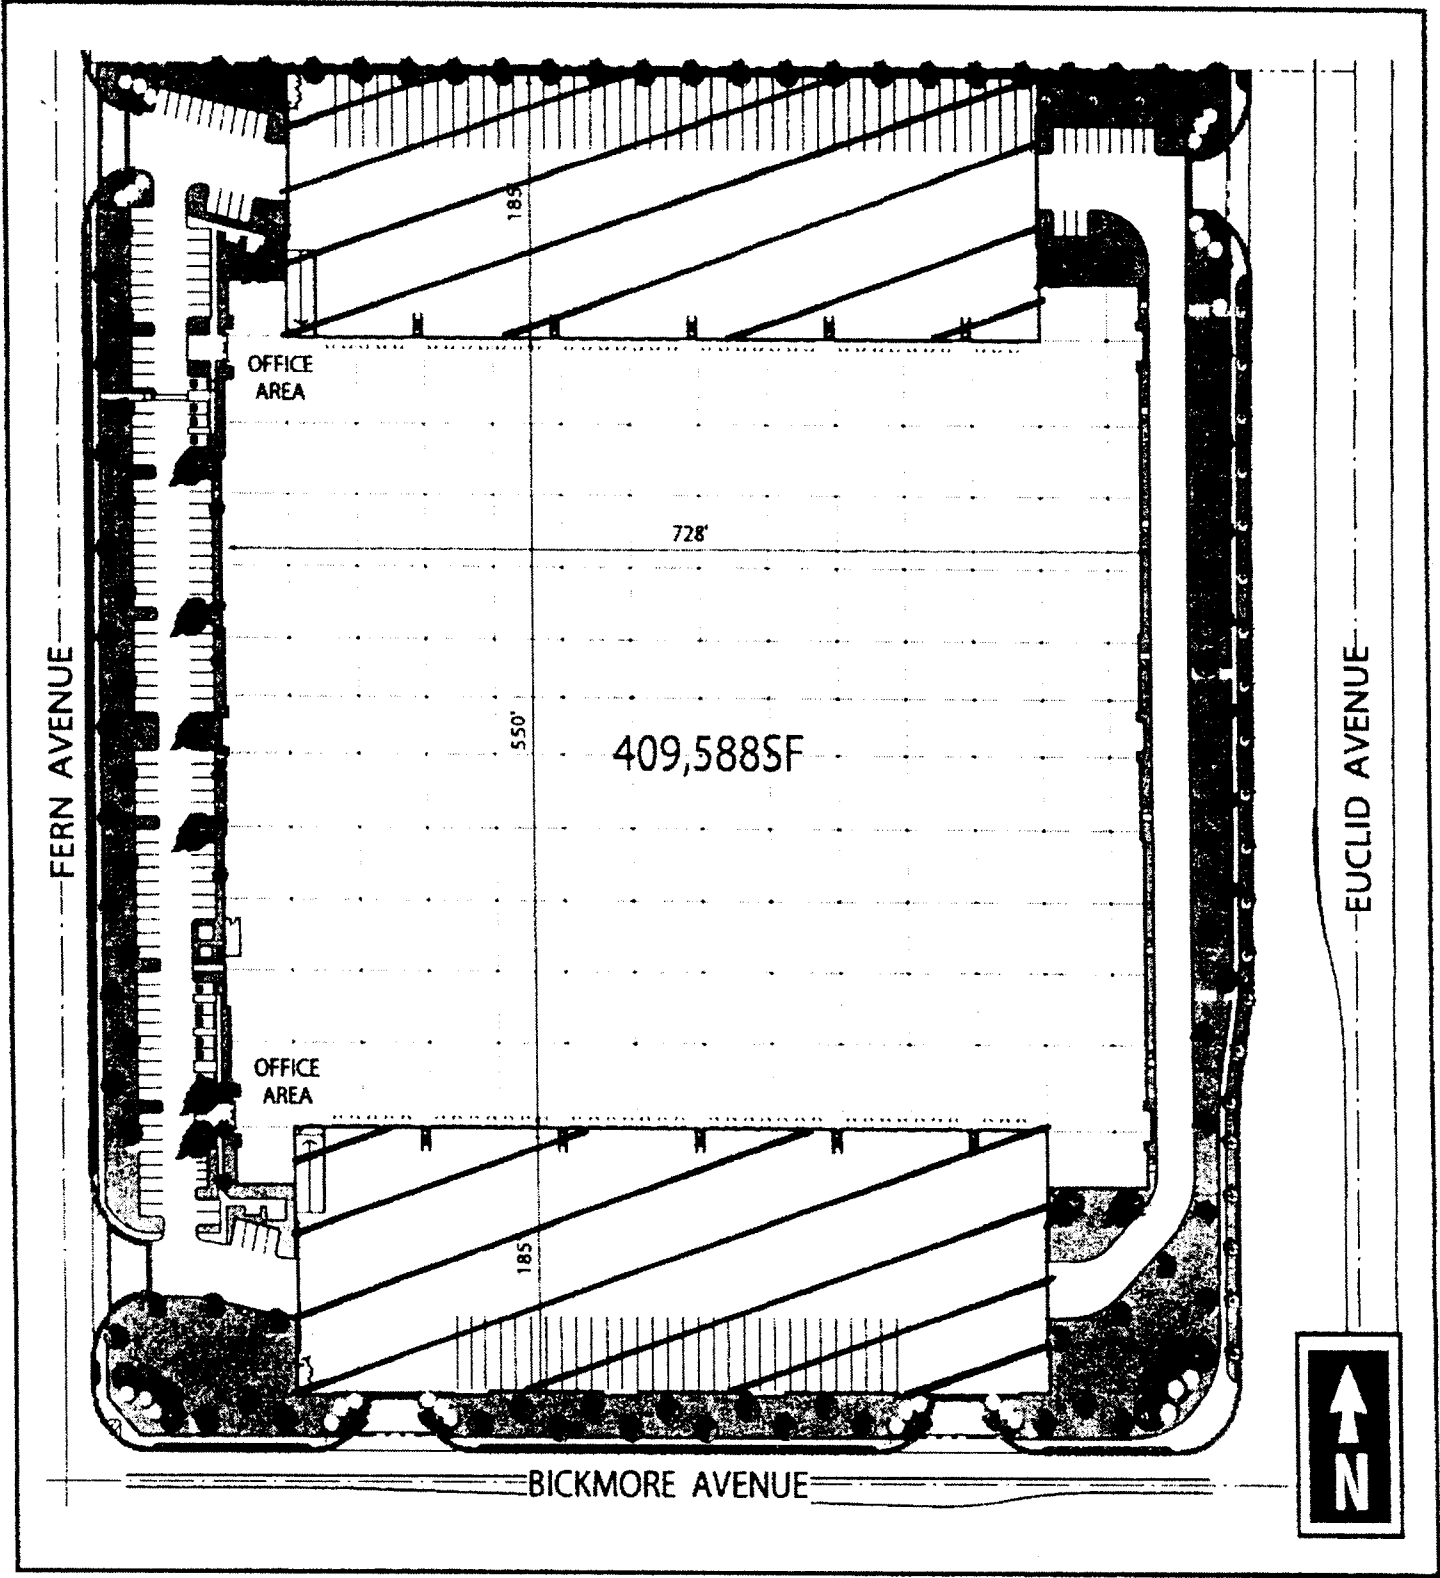 185'
OFFICE
AREA
728'
FERN AVENUE
550'
409,588SF
EUCLID AVENUE
OFFICE
AREA
185'
BICKMORE AVENUE
N